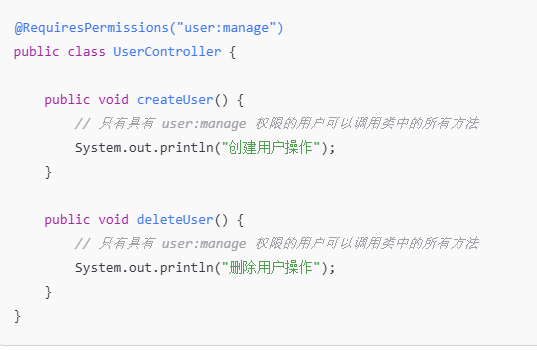 @RequiresPermissions("user:manage")
public class UserController {
public void createUser() {
// 只有具有 user:manage 权限的用户可以调用类中的所有方法
System.out.println("创建用户操作");
}
public void deleteUser() {
// 只有具有 user:manage 权限的用户可以调用类中的所有方法
System.out.println("删除用户操作");
}
}